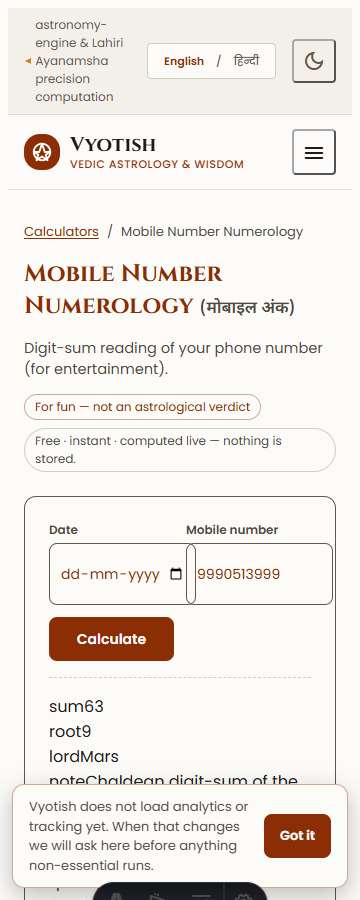 astronomy-
engine & Lahiri
Ayanamsha
precision
computation
English / हिन्दी
Vyotish
VEDIC ASTROLOGY & WISDOM
Calculators / Mobile Number Numerology
Mobile Number
Numerology (मोबाइल अंक)
Digit-sum reading of your phone number
(for entertainment).
For fun — not an astrological verdict
Free · instant · computed live — nothing is
stored.
Date Mobile number
dd-mm-yyyy 9990513999
Calculate
sum63
root9
lordMars
noteChaldean digit-sum of the
Vyotish does not load analytics or
tracking yet. When that changes
we will ask here before anything
non-essential runs.
Got it